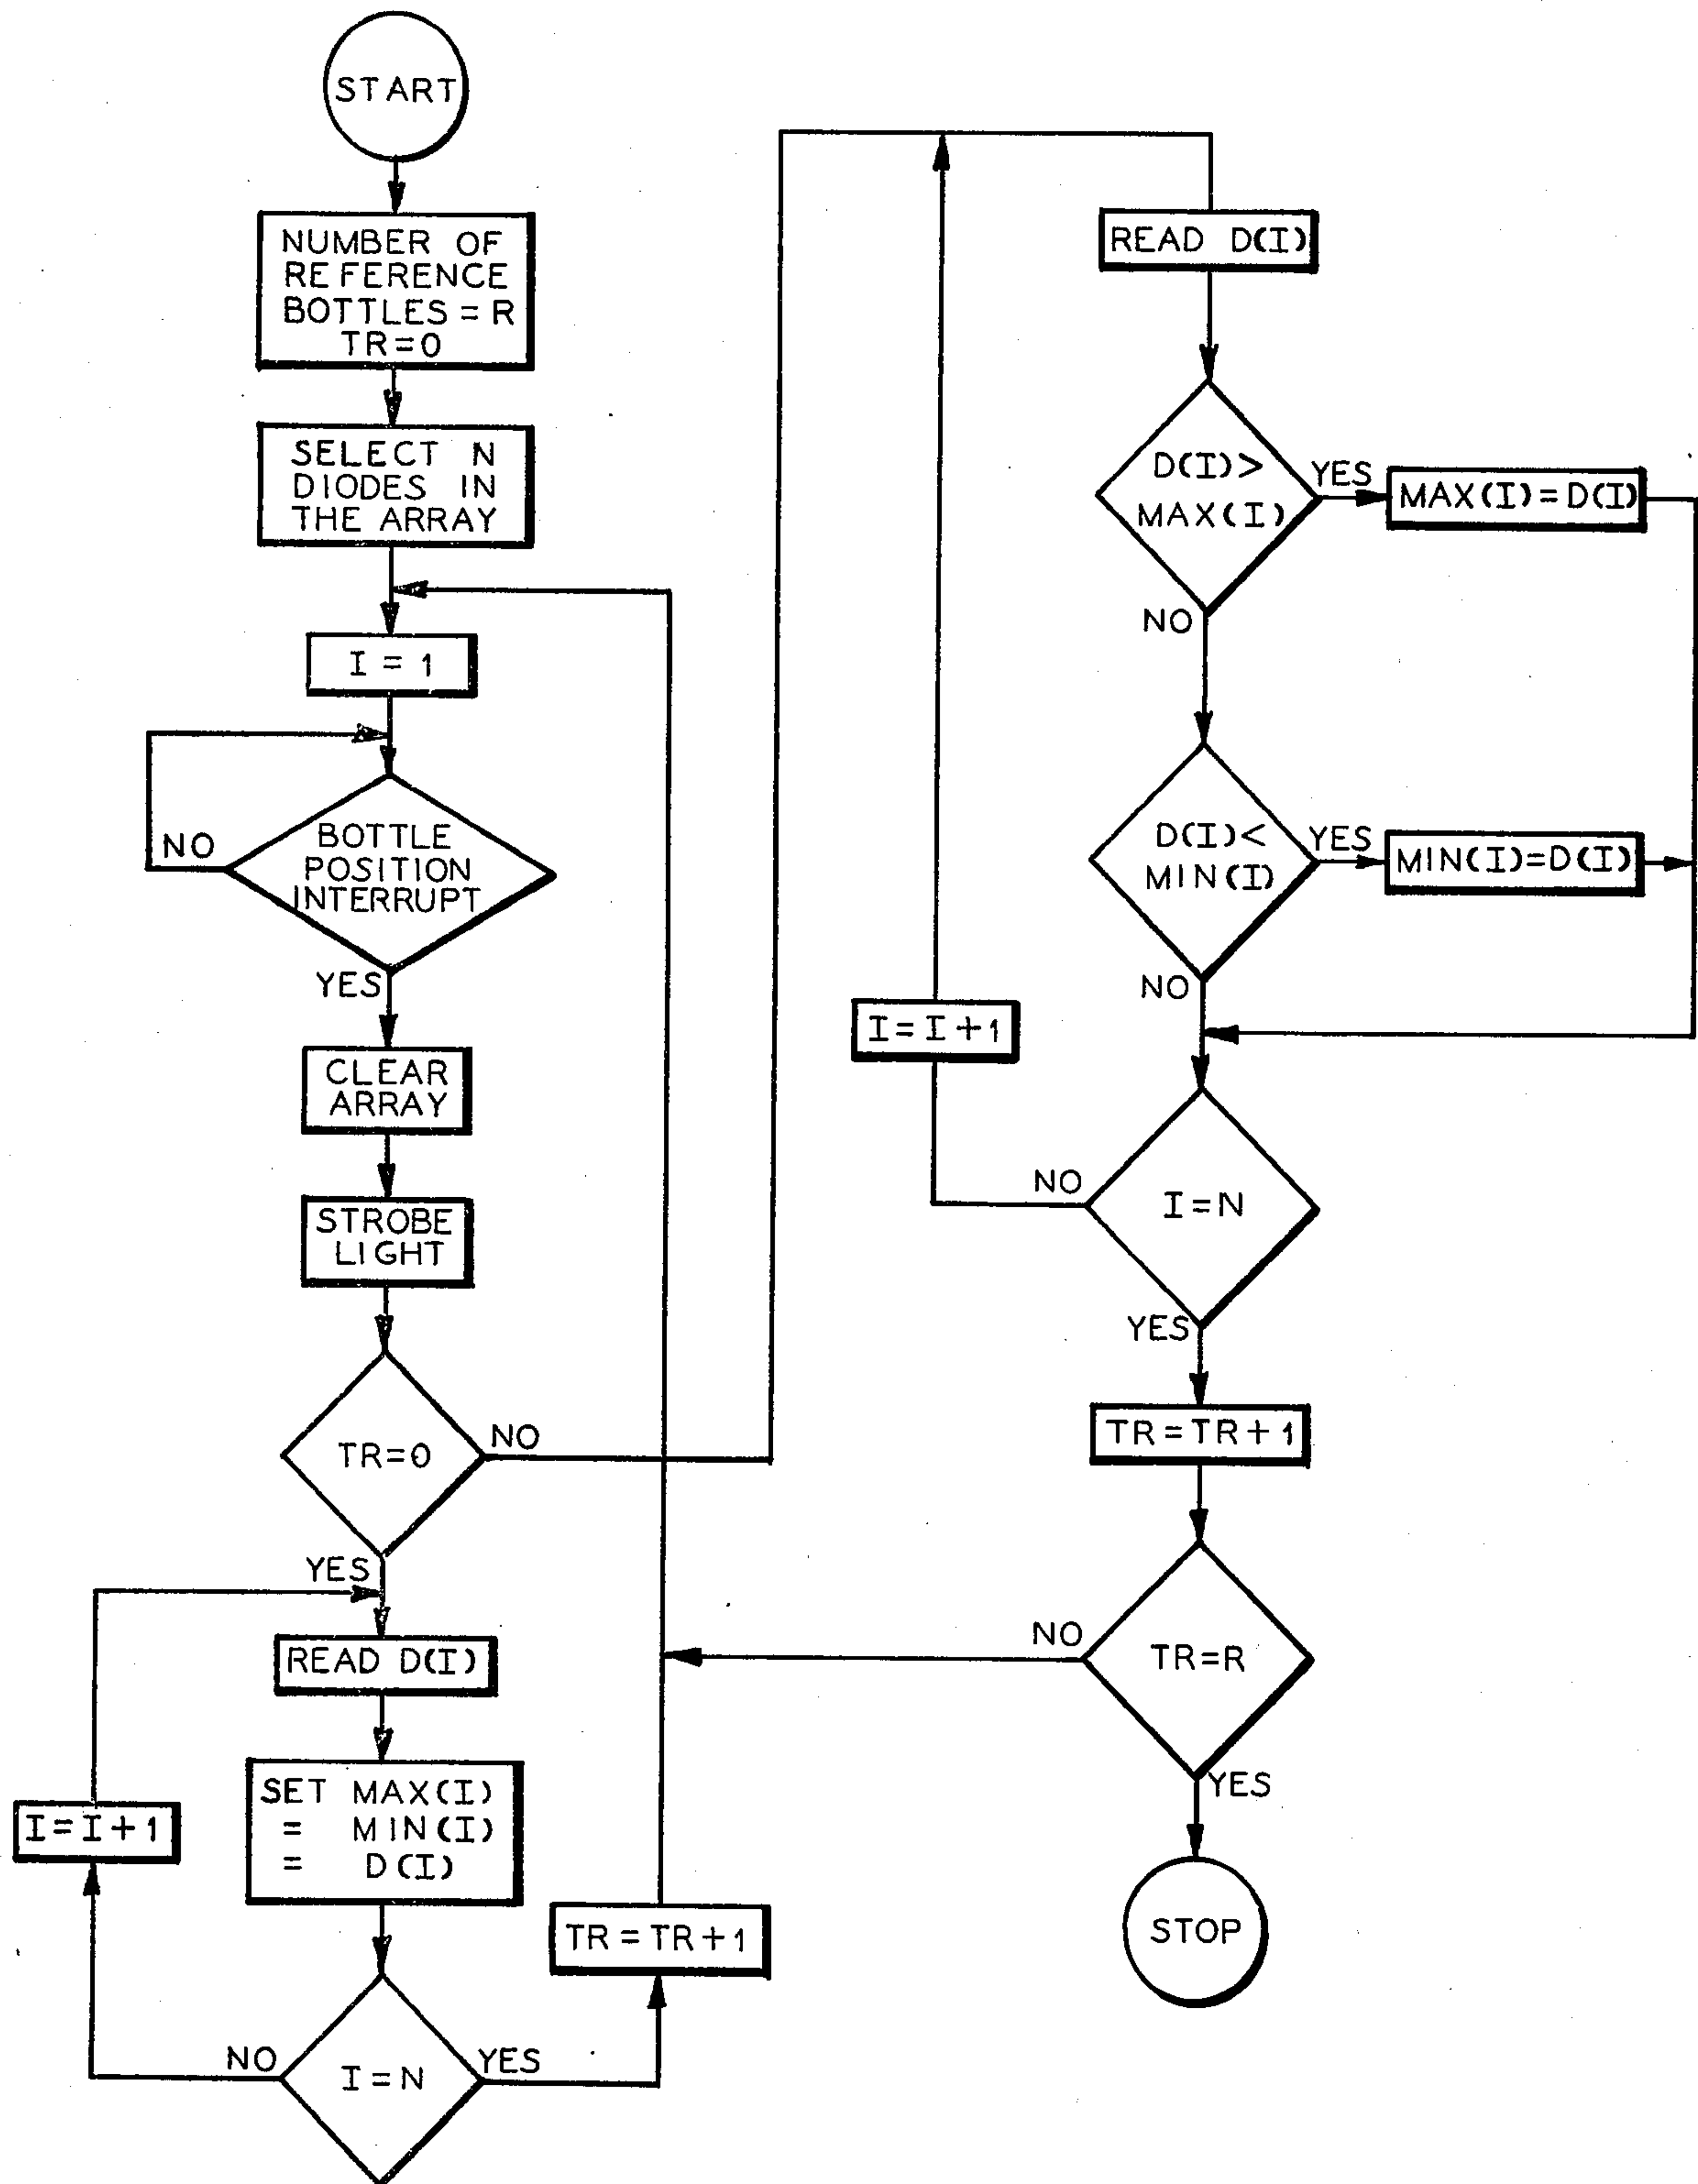 START
NUMBER OF
REFERENCE
BOTTLES = R
TR=0
SELECT N
DIODES IN
THE ARRAY
I = 1
BOTTLE
POSITION
INTERRUPT
NO
YES
CLEAR
ARRAY
STROBE
LIGHT
TR=0
NO
YES
READ D(I)
SET MAX(I)
= MIN(I)
= D(I)
I=I+1
I=N
NO
YES
TR=TR+1
READ D(I)
D(I)>
MAX(I)
YES
MAX(I)=D(I)
NO
D(I)<
MIN(I)
YES
MIN(I)=D(I)
NO
I=I+1
I=N
NO
YES
TR=TR+1
TR=R
NO
YES
STOP